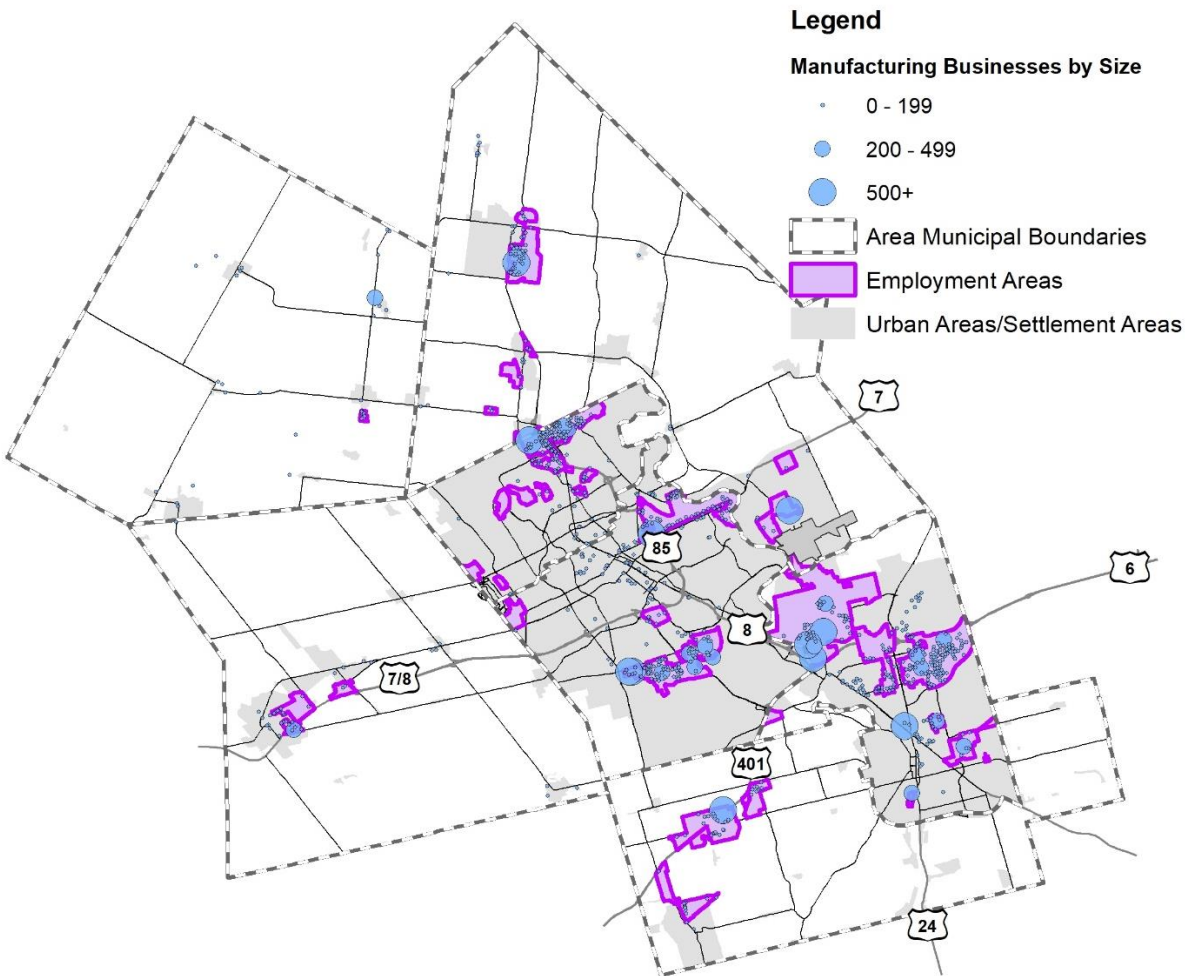 Legend
Manufacturing Businesses by Size
0 - 199
200 - 499
500+
Area Municipal Boundaries
Employment Areas
Urban Areas/Settlement Areas
7
85
6
8
7/8
401
24